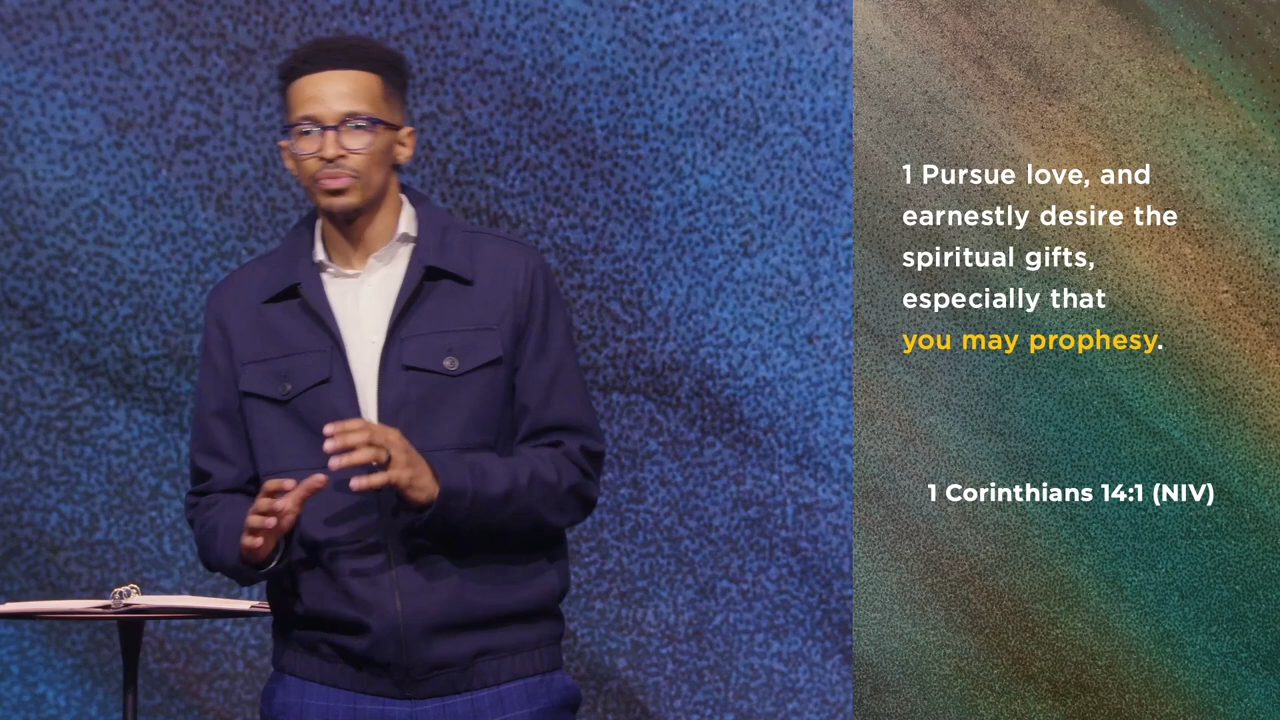 1 Pursue love, and
earnestly desire the
spiritual gifts,
especially that
you may prophesy.
1 Corinthians 14:1 (NIV)